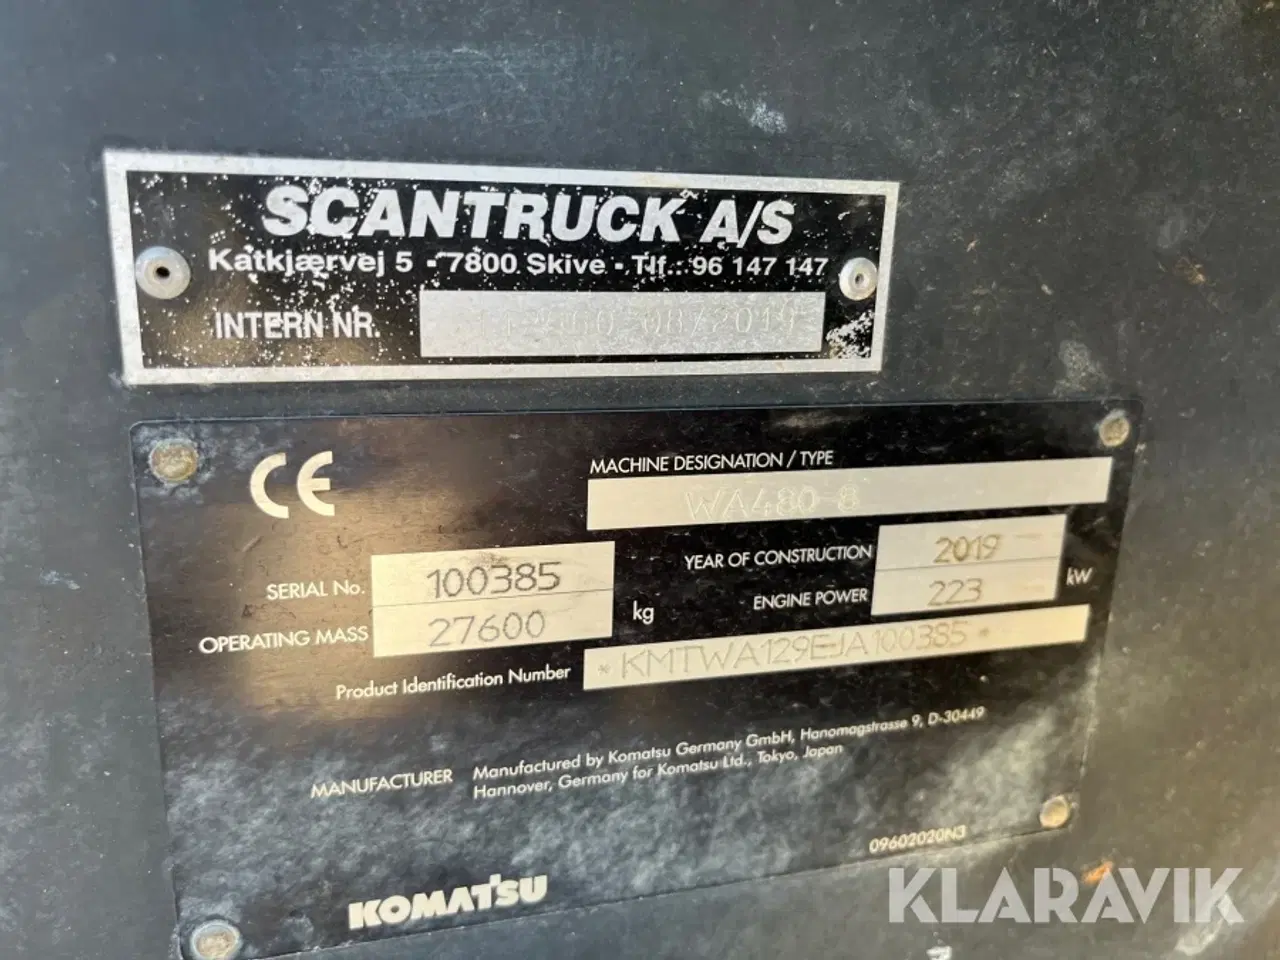 SCANTRUCK A/S
Katkjærvej 5 - 7800 Skive - Tlf.: 96 147 147
INTERN NR. 08/2019
CE
MACHINE DESIGNATION / TYPE
WA480-8
YEAR OF CONSTRUCTION 2019
SERIAL No. 100385
ENGINE POWER 223 kW
OPERATING MASS 27600 kg
Product Identification Number *KMTWA129EJA100385*
MANUFACTURER Manufactured by Komatsu Germany GmbH, Hanomagstrasse 9, D-30449
Hannover, Germany for Komatsu Ltd., Tokyo, Japan
09602020N3
KOMATSU
KLARAVIK